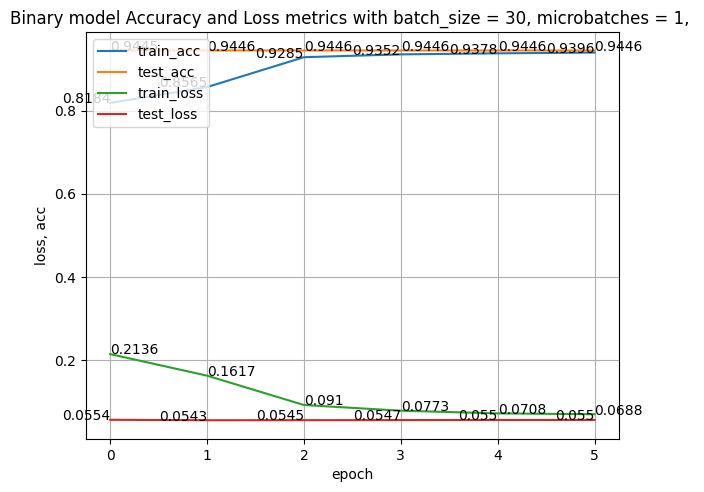 Binary model Accuracy and Loss metrics with batch_size = 30, microbatches = 1,
0.9445 0.9446 0.9446 0.9446 0.9446 0.9446
0.8184 0.8565 0.9285 0.9352 0.9378 0.9396
train_acc
test_acc
train_loss
test_loss
0.8
0.6
0.4
0.2
loss, acc
0.2136 0.1617 0.091 0.0773 0.0708 0.0688
0.0554 0.0543 0.0545 0.0547 0.055 0.055
0 1 2 3 4 5
epoch